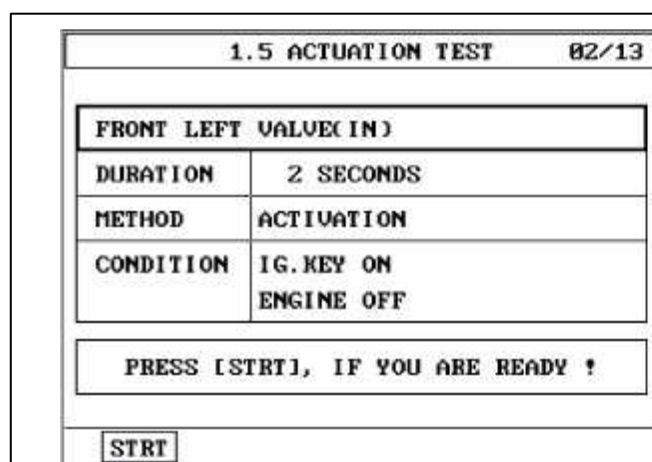 1.5 ACTUATION TEST 02/13
FRONT LEFT VALVE(IN)
DURATION 2 SECONDS
METHOD ACTIVATION
CONDITION IG.KEY ON
ENGINE OFF
PRESS [STRT], IF YOU ARE READY !
STRT